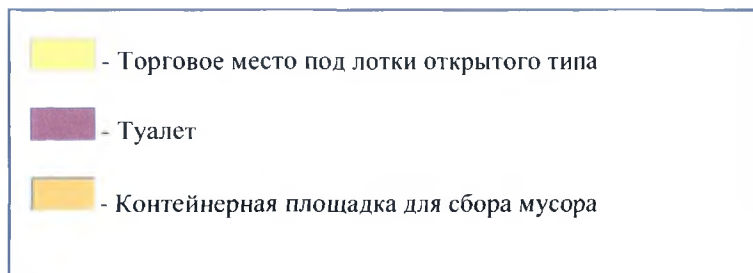 - Торговое место под лотки открытого типа
- Туалет
- Контейнерная площадка для сбора мусора